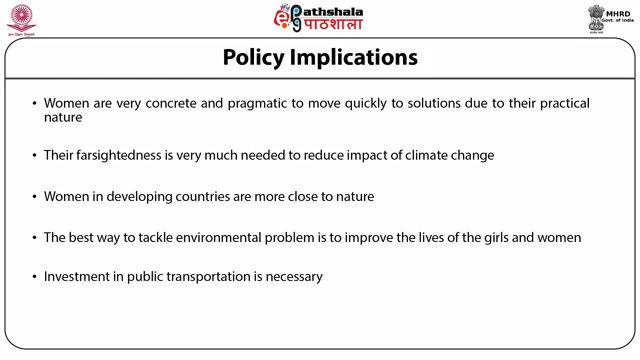 ePathshala
पाठशाला
MHRD
Govt. of India
Policy Implications
• Women are very concrete and pragmatic to move quickly to solutions due to their practical
nature
• Their farsightedness is very much needed to reduce impact of climate change
• Women in developing countries are more close to nature
• The best way to tackle environmental problem is to improve the lives of the girls and women
• Investment in public transportation is necessary